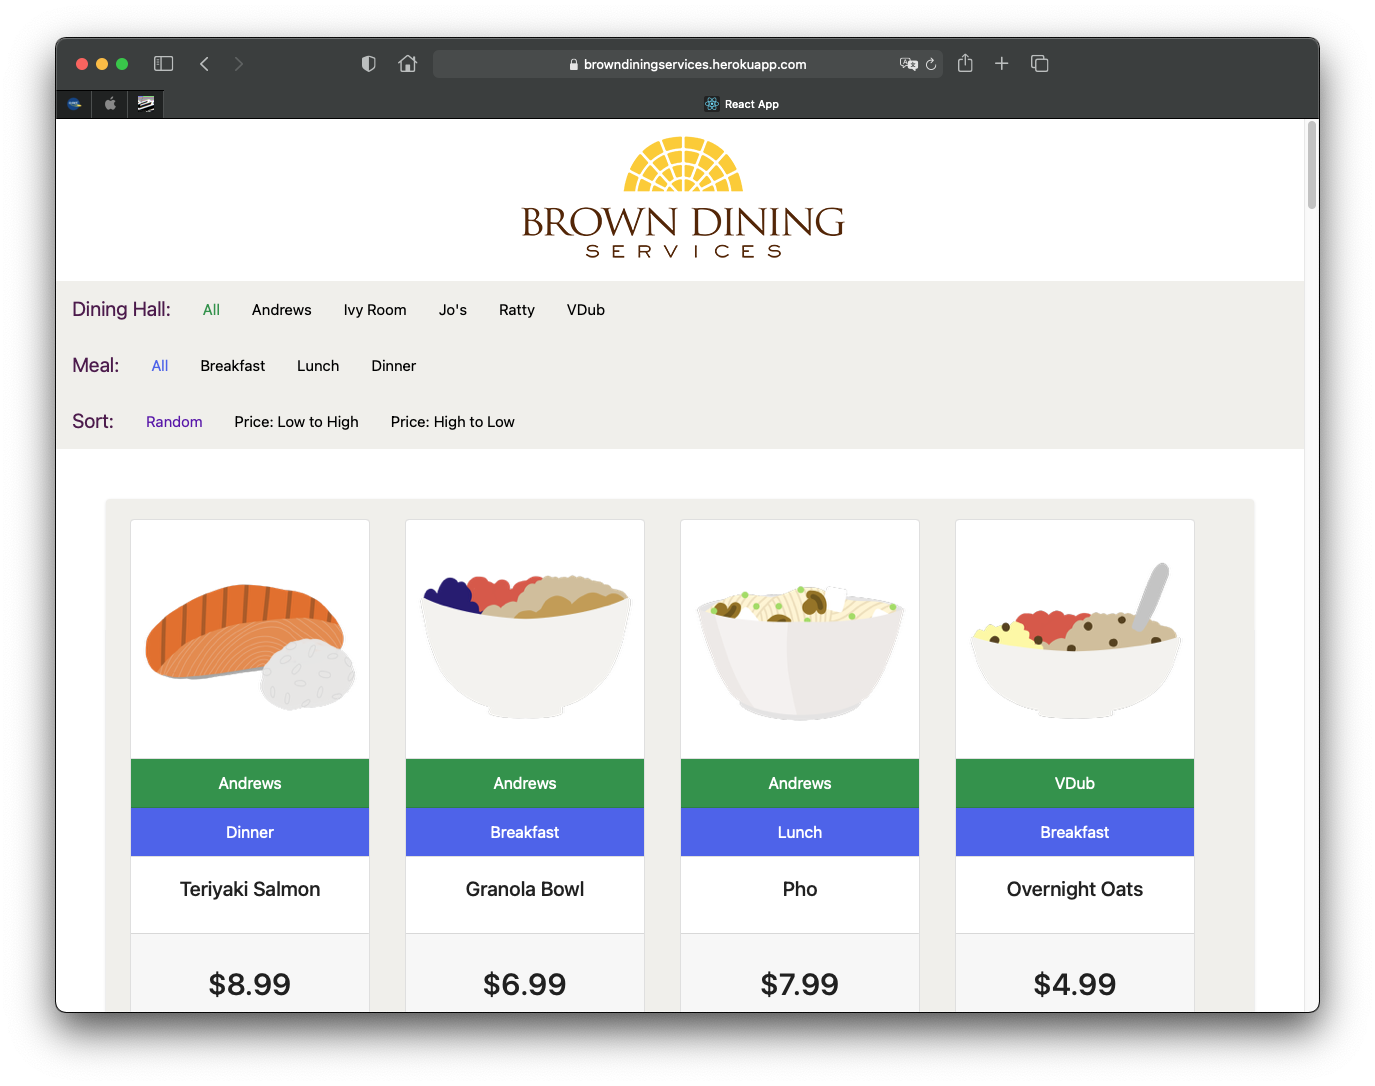 browndiningservices.herokuapp.com
React App
BROWN DINING
SERVICES
Dining Hall: All Andrews Ivy Room Jo's Ratty VDub
Meal: All Breakfast Lunch Dinner
Sort: Random Price: Low to High Price: High to Low
Andrews Andrews Andrews VDub
Dinner Breakfast Lunch Breakfast
Teriyaki Salmon Granola Bowl Pho Overnight Oats
$8.99 $6.99 $7.99 $4.99